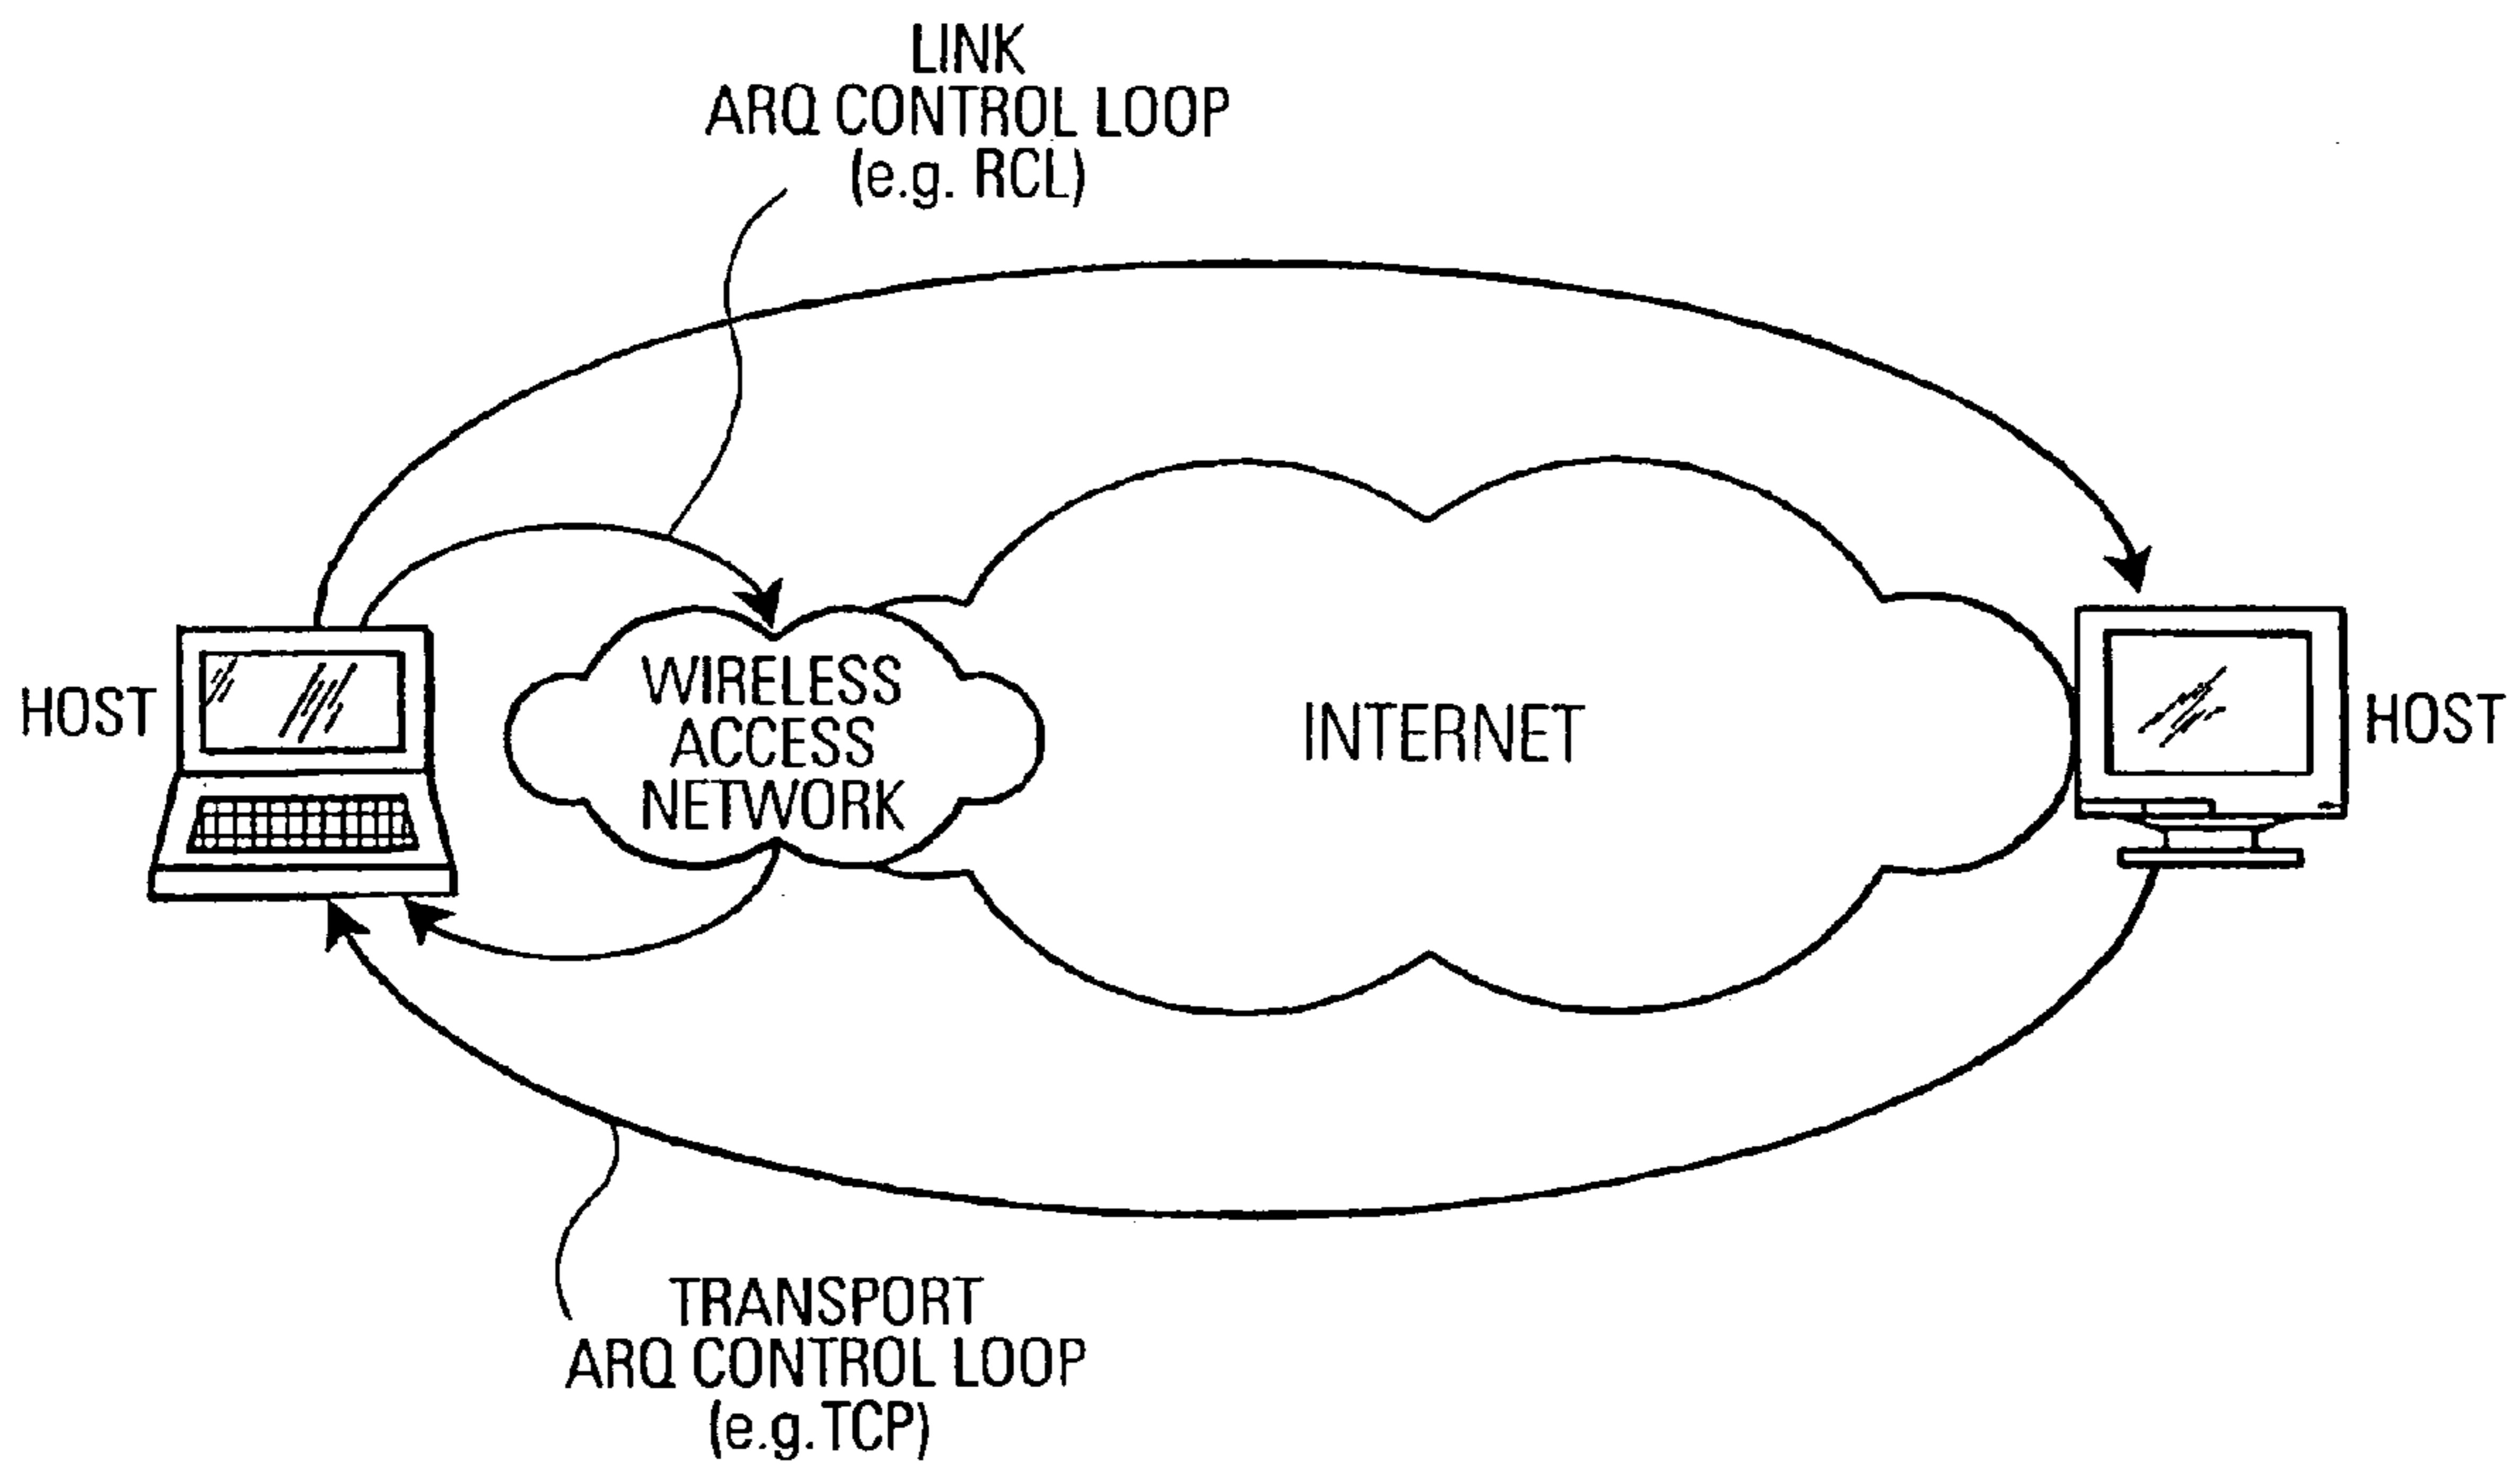 LINK
ARQ CONTROL LOOP
(e.g. RCL)
HOST
WIRELESS
ACCESS
NETWORK
INTERNET
HOST
TRANSPORT
ARQ CONTROL LOOP
(e.g.TCP)